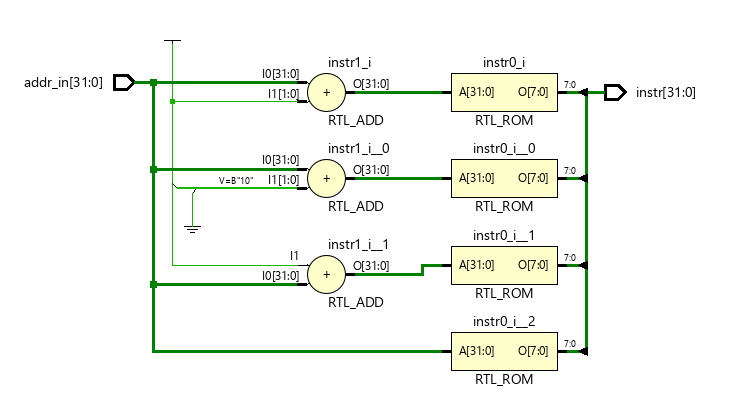 instr1_i
instr0_i
addr_in[31:0]
I0[31:0]
O[31:0]
I1[1:0]
+
RTL_ADD
A[31:0]
O[7:0]
7:0
instr[31:0]
RTL_ROM
instr1_i__0
instr0_i__0
I0[31:0]
O[31:0]
V=B"10"
I1[1:0]
+
RTL_ADD
A[31:0]
O[7:0]
7:0
RTL_ROM
instr1_i__1
instr0_i__1
I1
O[31:0]
I0[31:0]
+
RTL_ADD
A[31:0]
O[7:0]
7:0
RTL_ROM
instr0_i__2
A[31:0]
O[7:0]
7:0
RTL_ROM